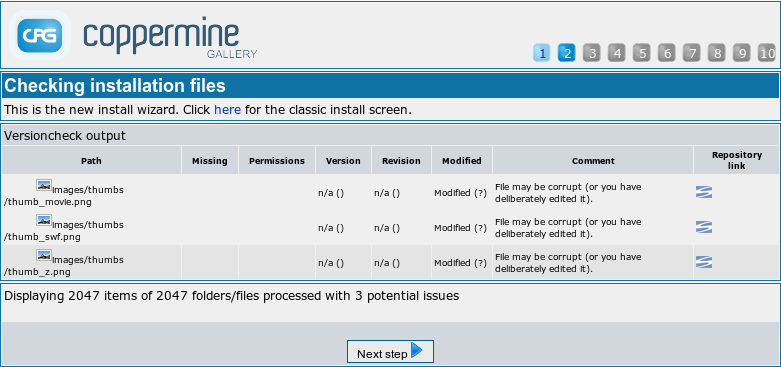 CPG coppermine
GALLERY
1 2 3 4 5 6 7 8 9 10
Checking installation files
This is the new install wizard. Click here for the classic install screen.
Versioncheck output
Path Missing Permissions Version Revision Modified Comment Repository
link
images/thumbs
/thumb_movie.png
n/a () n/a () Modified (?) File may be corrupt (or you have
deliberately edited it).
images/thumbs
/thumb_swf.png
n/a () n/a () Modified (?) File may be corrupt (or you have
deliberately edited it).
images/thumbs
/thumb_z.png
n/a () n/a () Modified (?) File may be corrupt (or you have
deliberately edited it).
Displaying 2047 items of 2047 folders/files processed with 3 potential issues
Next step